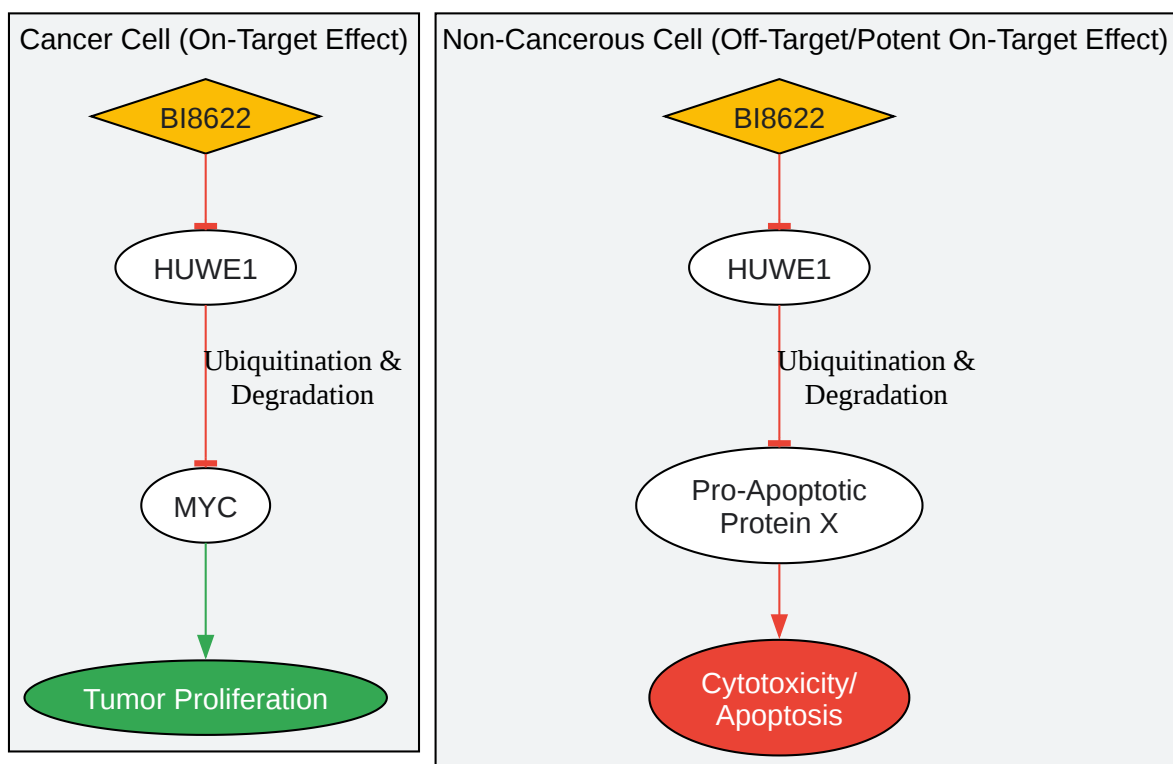 Cancer Cell (On-Target Effect)
BI8622
HUWE1
Ubiquitination &
Degradation
MYC
Tumor Proliferation
Non-Cancerous Cell (Off-Target/Potent On-Target Effect)
BI8622
HUWE1
Ubiquitination &
Degradation
Pro-Apoptotic
Protein X
Cytotoxicity/
Apoptosis